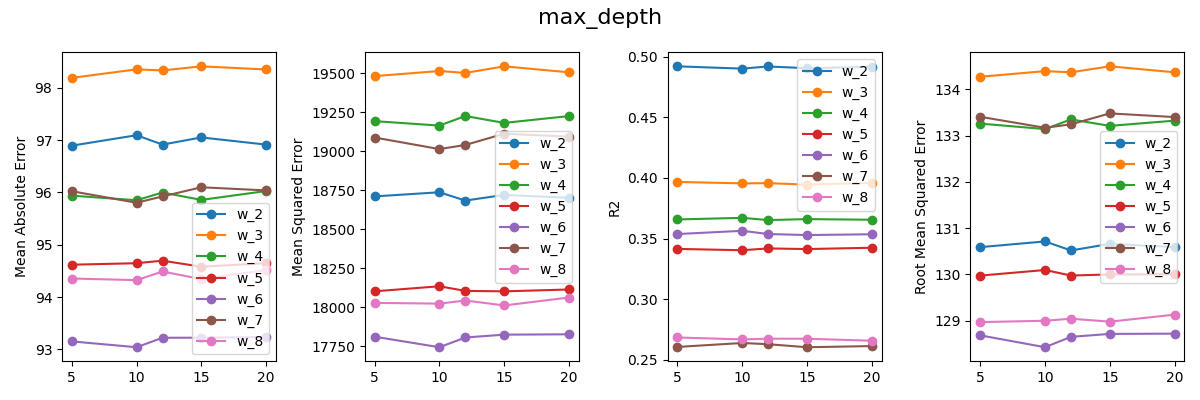 max_depth
Mean Absolute Error
98
97
96
95
94
93
5 10 15 20
w_2
w_3
w_4
w_5
w_6
w_7
w_8
Mean Squared Error
19500
19250
19000
18750
18500
18250
18000
17750
5 10 15 20
w_2
w_3
w_4
w_5
w_6
w_7
w_8
R2
0.50
0.45
0.40
0.35
0.30
0.25
5 10 15 20
w_2
w_3
w_4
w_5
w_6
w_7
w_8
Root Mean Squared Error
134
133
132
131
130
129
5 10 15 20
w_2
w_3
w_4
w_5
w_6
w_7
w_8